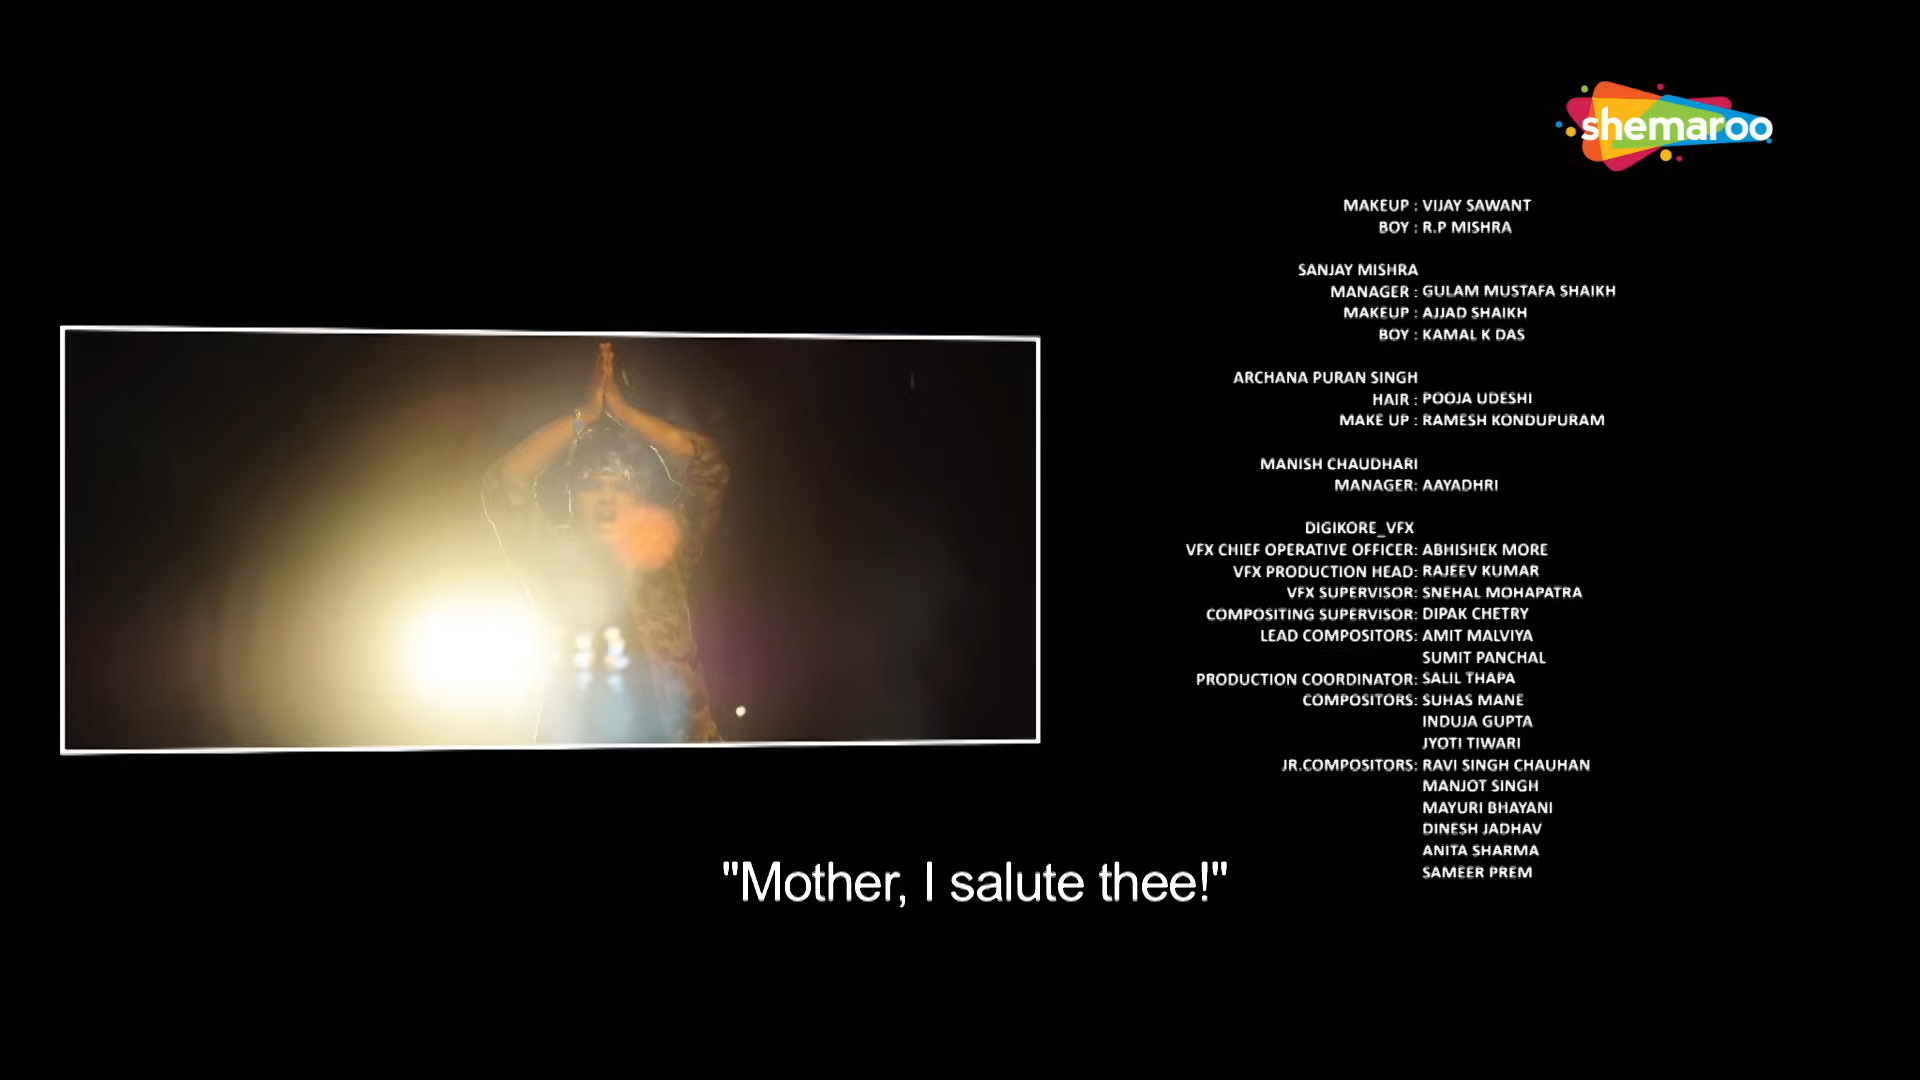 shemaroo
MAKEUP : VIJAY SAWANT
BOY : R.P MISHRA
SANJAY MISHRA
MANAGER : GULAM MUSTAFA SHAIKH
MAKEUP : AJJAD SHAIKH
BOY : KAMAL K DAS
ARCHANA PURAN SINGH
HAIR : POOJA UDESHI
MAKE UP : RAMESH KONDUPURAM
MANISH CHAUDHARI
MANAGER: AAYADHRI
DIGIKORE_VFX
VFX CHIEF OPERATIVE OFFICER: ABHISHEK MORE
VFX PRODUCTION HEAD: RAJEEV KUMAR
VFX SUPERVISOR: SNEHAL MOHAPATRA
COMPOSITING SUPERVISOR: DIPAK CHETRY
LEAD COMPOSITORS: AMIT MALVIYA
SUMIT PANCHAL
PRODUCTION COORDINATOR: SALIL THAPA
COMPOSITORS: SUHAS MANE
INDUJA GUPTA
JYOTI TIWARI
JR.COMPOSITORS: RAVI SINGH CHAUHAN
MANJOT SINGH
MAYURI BHAYANI
DINESH JADHAV
ANITA SHARMA
SAMEER PREM
"Mother, I salute thee!"